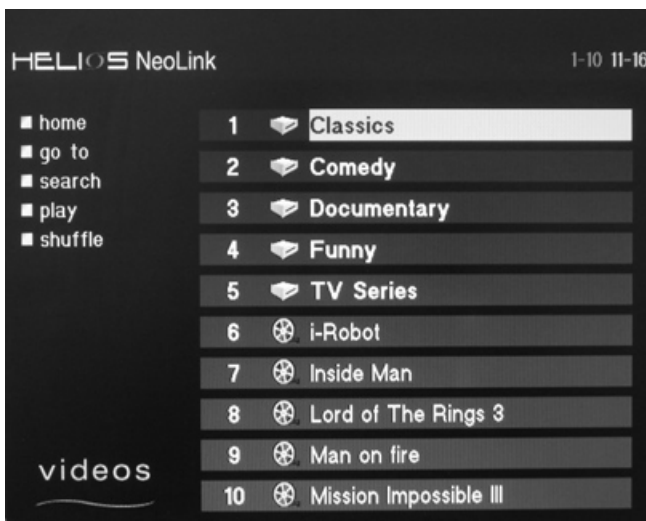 HELIOS NeoLink
1-10 11-16
home
go to
search
play
shuffle
1 Classics
2 Comedy
3 Documentary
4 Funny
5 TV Series
6 i-Robot
7 Inside Man
8 Lord of The Rings 3
9 Man on fire
10 Mission Impossible III
videos